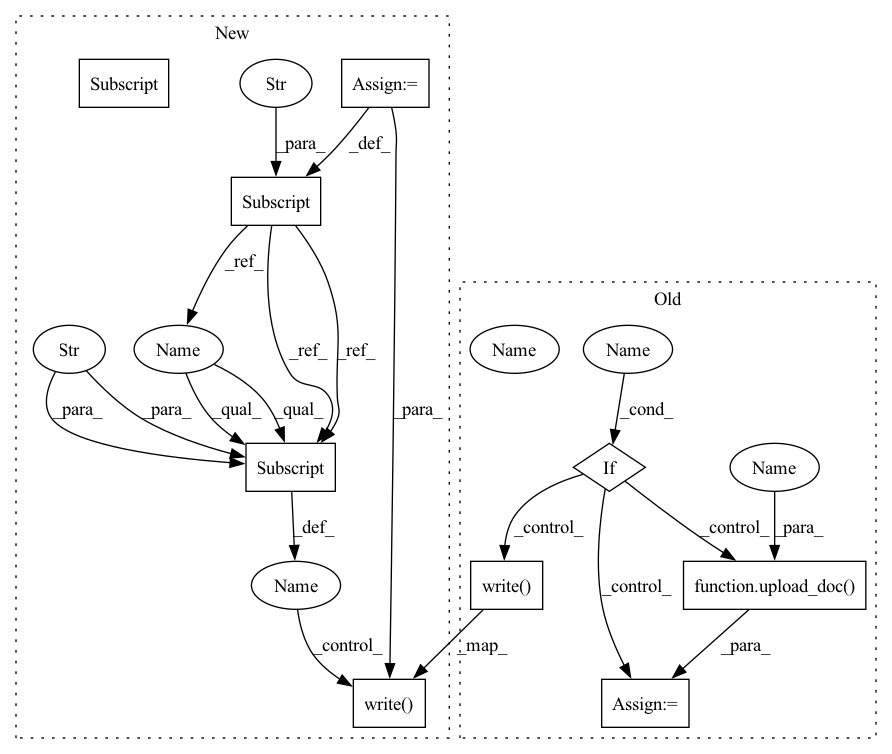 New
Subscript
Str
Assign:=
_para_
_def_
Subscript
_ref_
Old
Str
Name
_ref_
_ref_
Name
Name
_para_
_para_
_qual_
_qual_
_para_
_cond_
Subscript
If
Name
_def_
_control_
_control_
_para_
Name
write()
_control_
function.upload_doc()
_control_
_map_
_para_
write()
Assign:=